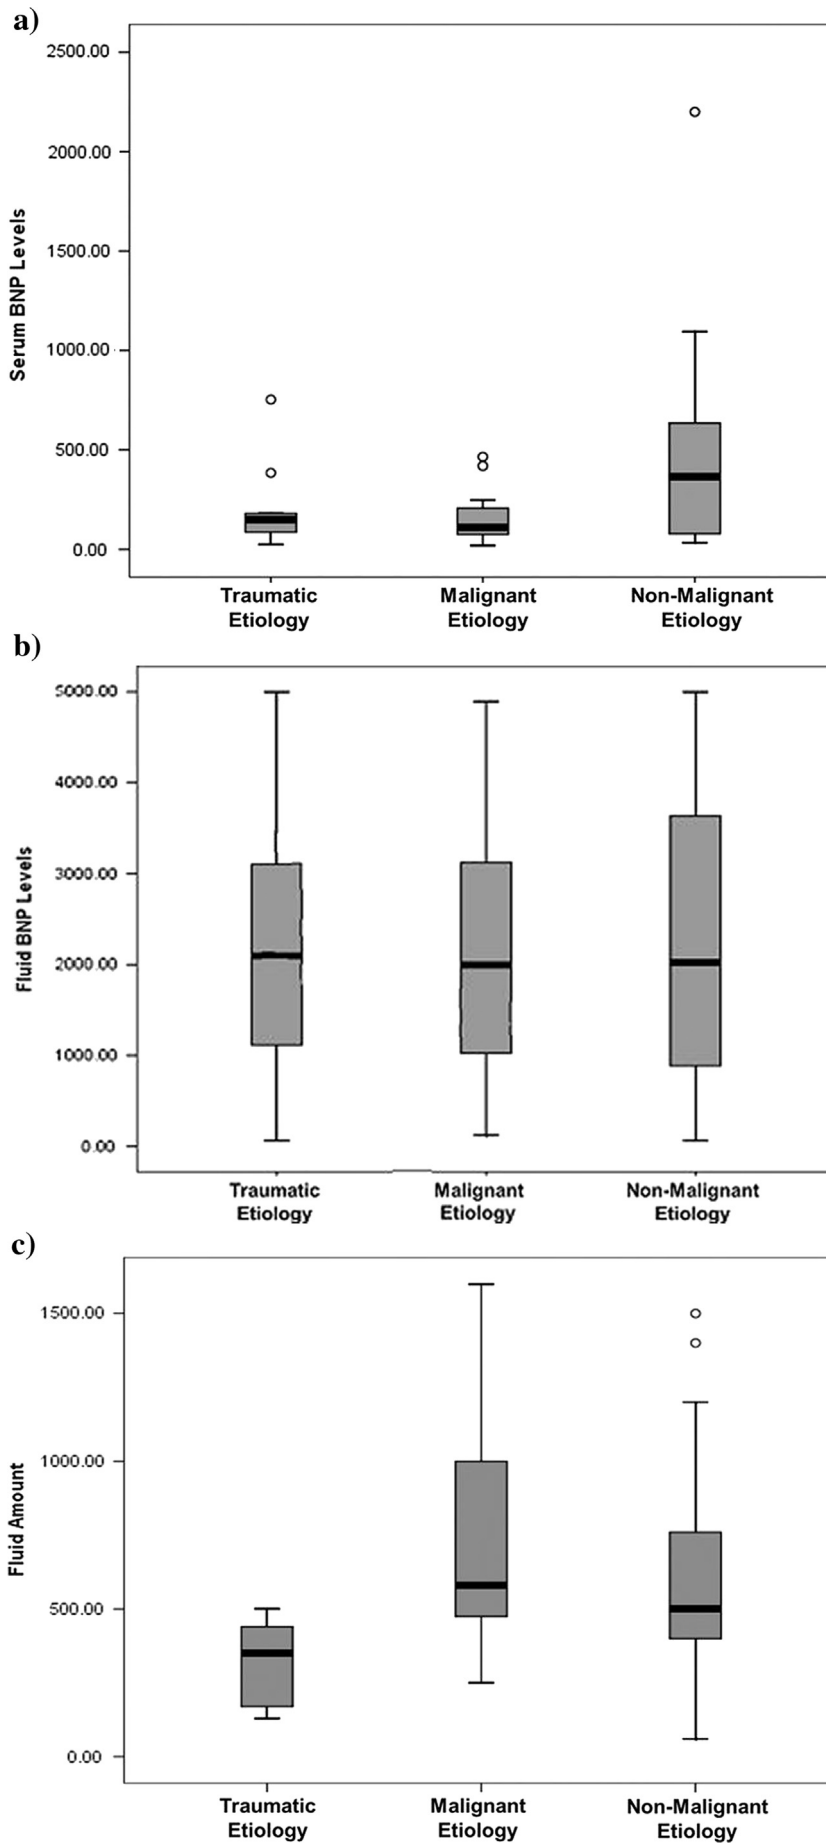 a)
2500.00
2000.00
1500.00
1000.00
500.00
0.00
Serum BNP Levels
Traumatic Etiology
Malignant Etiology
Non-Malignant Etiology
b)
5000.00
4000.00
3000.00
2000.00
1000.00
0.00
Fluid BNP Levels
Traumatic Etiology
Malignant Etiology
Non-Malignant Etiology
c)
1500.00
1000.00
500.00
0.00
Fluid Amount
Traumatic Etiology
Malignant Etiology
Non-Malignant Etiology